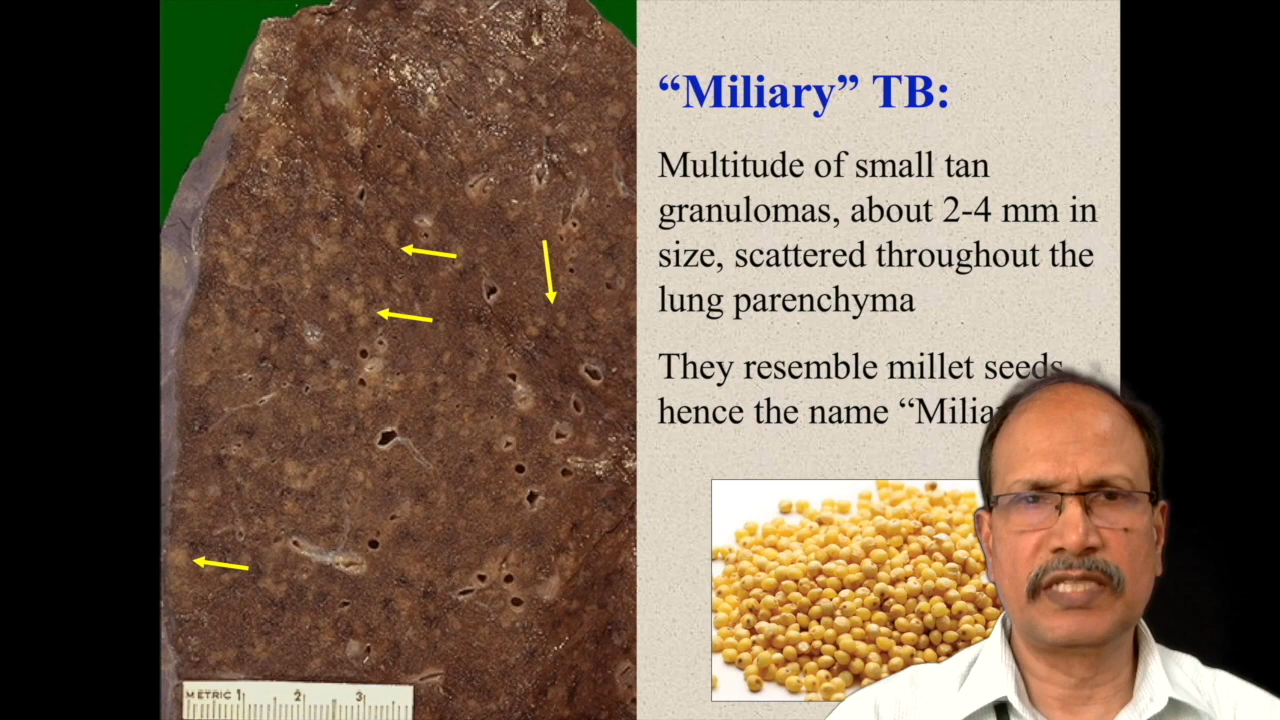 “Miliary” TB:
Multitude of small tan
granulomas, about 2-4 mm in
size, scattered throughout the
lung parenchyma
They resemble millet seeds
hence the name
METRIC 1 2 3